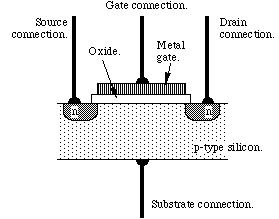 Gate connection.
Source
connection.
Drain
connection.
Oxide.
Metal
gate.
n
n
p-type silicon.
Substrate connection.